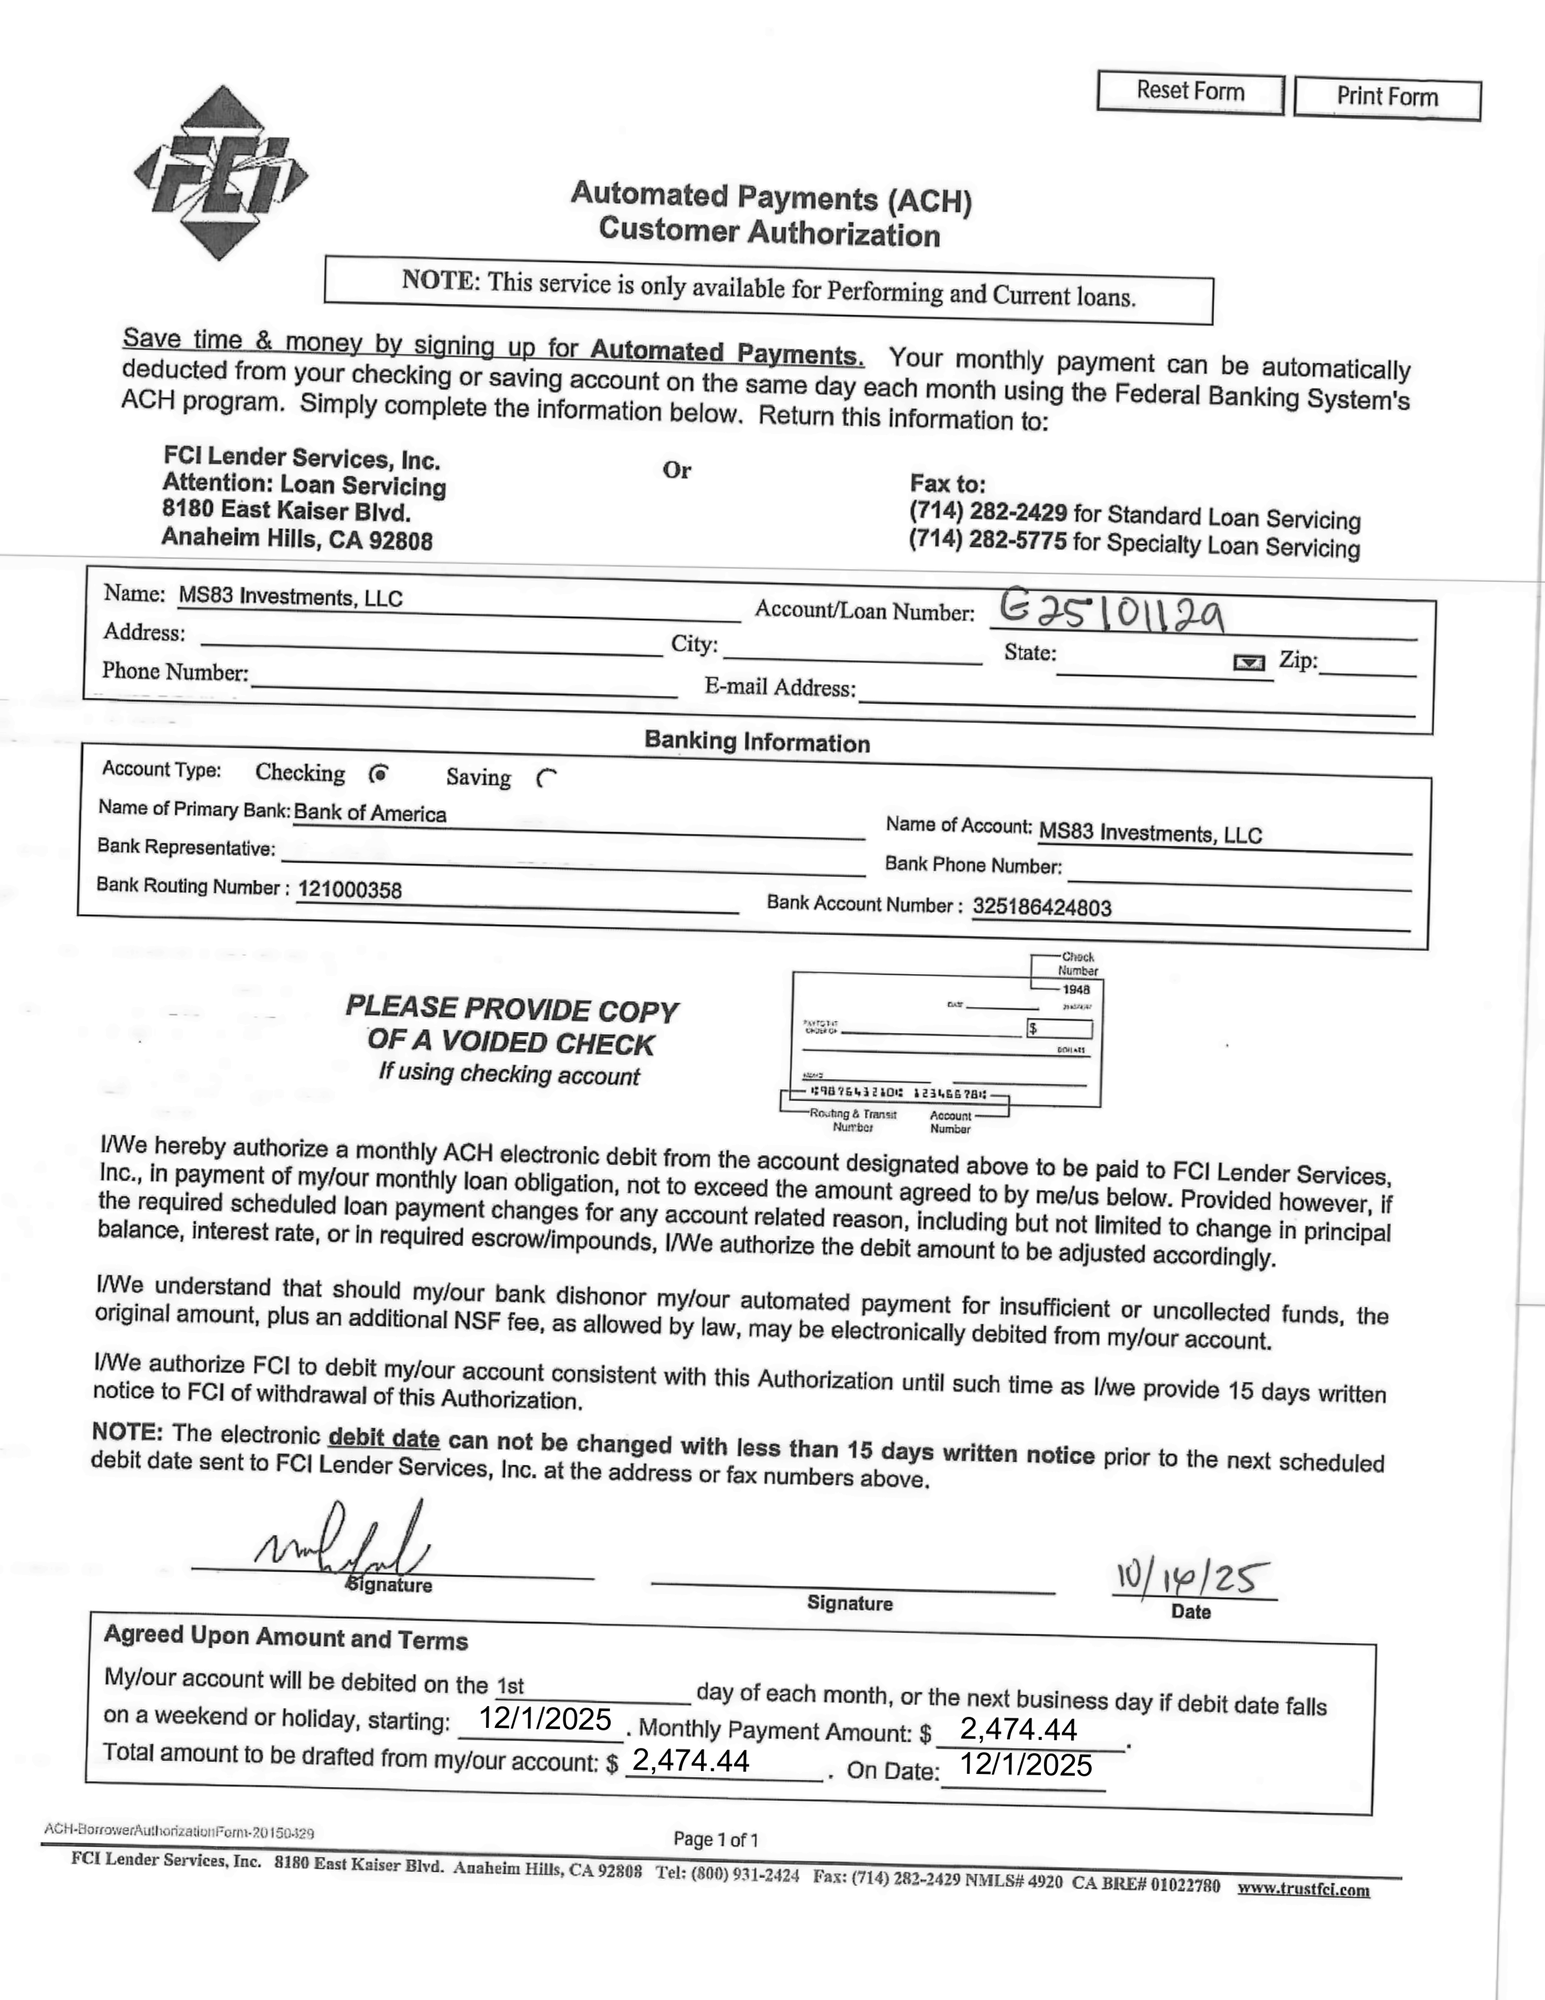 Reset Form Print Form
FCI
Automated Payments (ACH)
Customer Authorization
NOTE: This service is only available for Performing and Current loans.
Save time & money by signing up for Automated Payments. Your monthly payment can be automatically
deducted from your checking or saving account on the same day each month using the Federal Banking System's
ACH program. Simply complete the information below. Return this information to:
FCI Lender Services, Inc.
Attention: Loan Servicing
8180 East Kaiser Blvd.
Anaheim Hills, CA 92808
Or
Fax to:
(714) 282-2429 for Standard Loan Servicing
(714) 282-5775 for Specialty Loan Servicing
Name: MS83 Investments, LLC Account/Loan Number: G25101129
Address: City: State: Zip:
Phone Number: E-mail Address:
Banking Information
Account Type: Checking Saving
Name of Primary Bank: Bank of America Name of Account: MS83 Investments, LLC
Bank Representative: Bank Phone Number:
Bank Routing Number : 121000358 Bank Account Number : 325186424803
PLEASE PROVIDE COPY
OF A VOIDED CHECK
If using checking account
Check
Number
1948
DATE
PAY TO THE
ORDER OF
$
DOLLARS
987643210 12345678
Routing & Transit
Number
Account
Number
I/We hereby authorize a monthly ACH electronic debit from the account designated above to be paid to FCI Lender Services,
Inc., in payment of my/our monthly loan obligation, not to exceed the amount agreed to by me/us below. Provided however, if
the required scheduled loan payment changes for any account related reason, including but not limited to change in principal
balance, interest rate, or in required escrow/impounds, I/We authorize the debit amount to be adjusted accordingly.
I/We understand that should my/our bank dishonor my/our automated payment for insufficient or uncollected funds, the
original amount, plus an additional NSF fee, as allowed by law, may be electronically debited from my/our account.
I/We authorize FCI to debit my/our account consistent with this Authorization until such time as I/we provide 15 days written
notice to FCI of withdrawal of this Authorization.
NOTE: The electronic debit date can not be changed with less than 15 days written notice prior to the next scheduled
debit date sent to FCI Lender Services, Inc. at the address or fax numbers above.
10/14/25
Signature Signature Date
Agreed Upon Amount and Terms
My/our account will be debited on the 1st day of each month, or the next business day if debit date falls
on a weekend or holiday, starting: 12/1/2025 . Monthly Payment Amount: $ 2,474.44 .
Total amount to be drafted from my/our account: $ 2,474.44 . On Date: 12/1/2025
ACH-BorrowerAuthorizationForm-20150429
Page 1 of 1
FCI Lender Services, Inc. 8180 East Kaiser Blvd. Anaheim Hills, CA 92808 Tel: (800) 931-2424 Fax: (714) 282-2429 NMLS# 4920 CA BRE# 01022780 www.trustfci.com